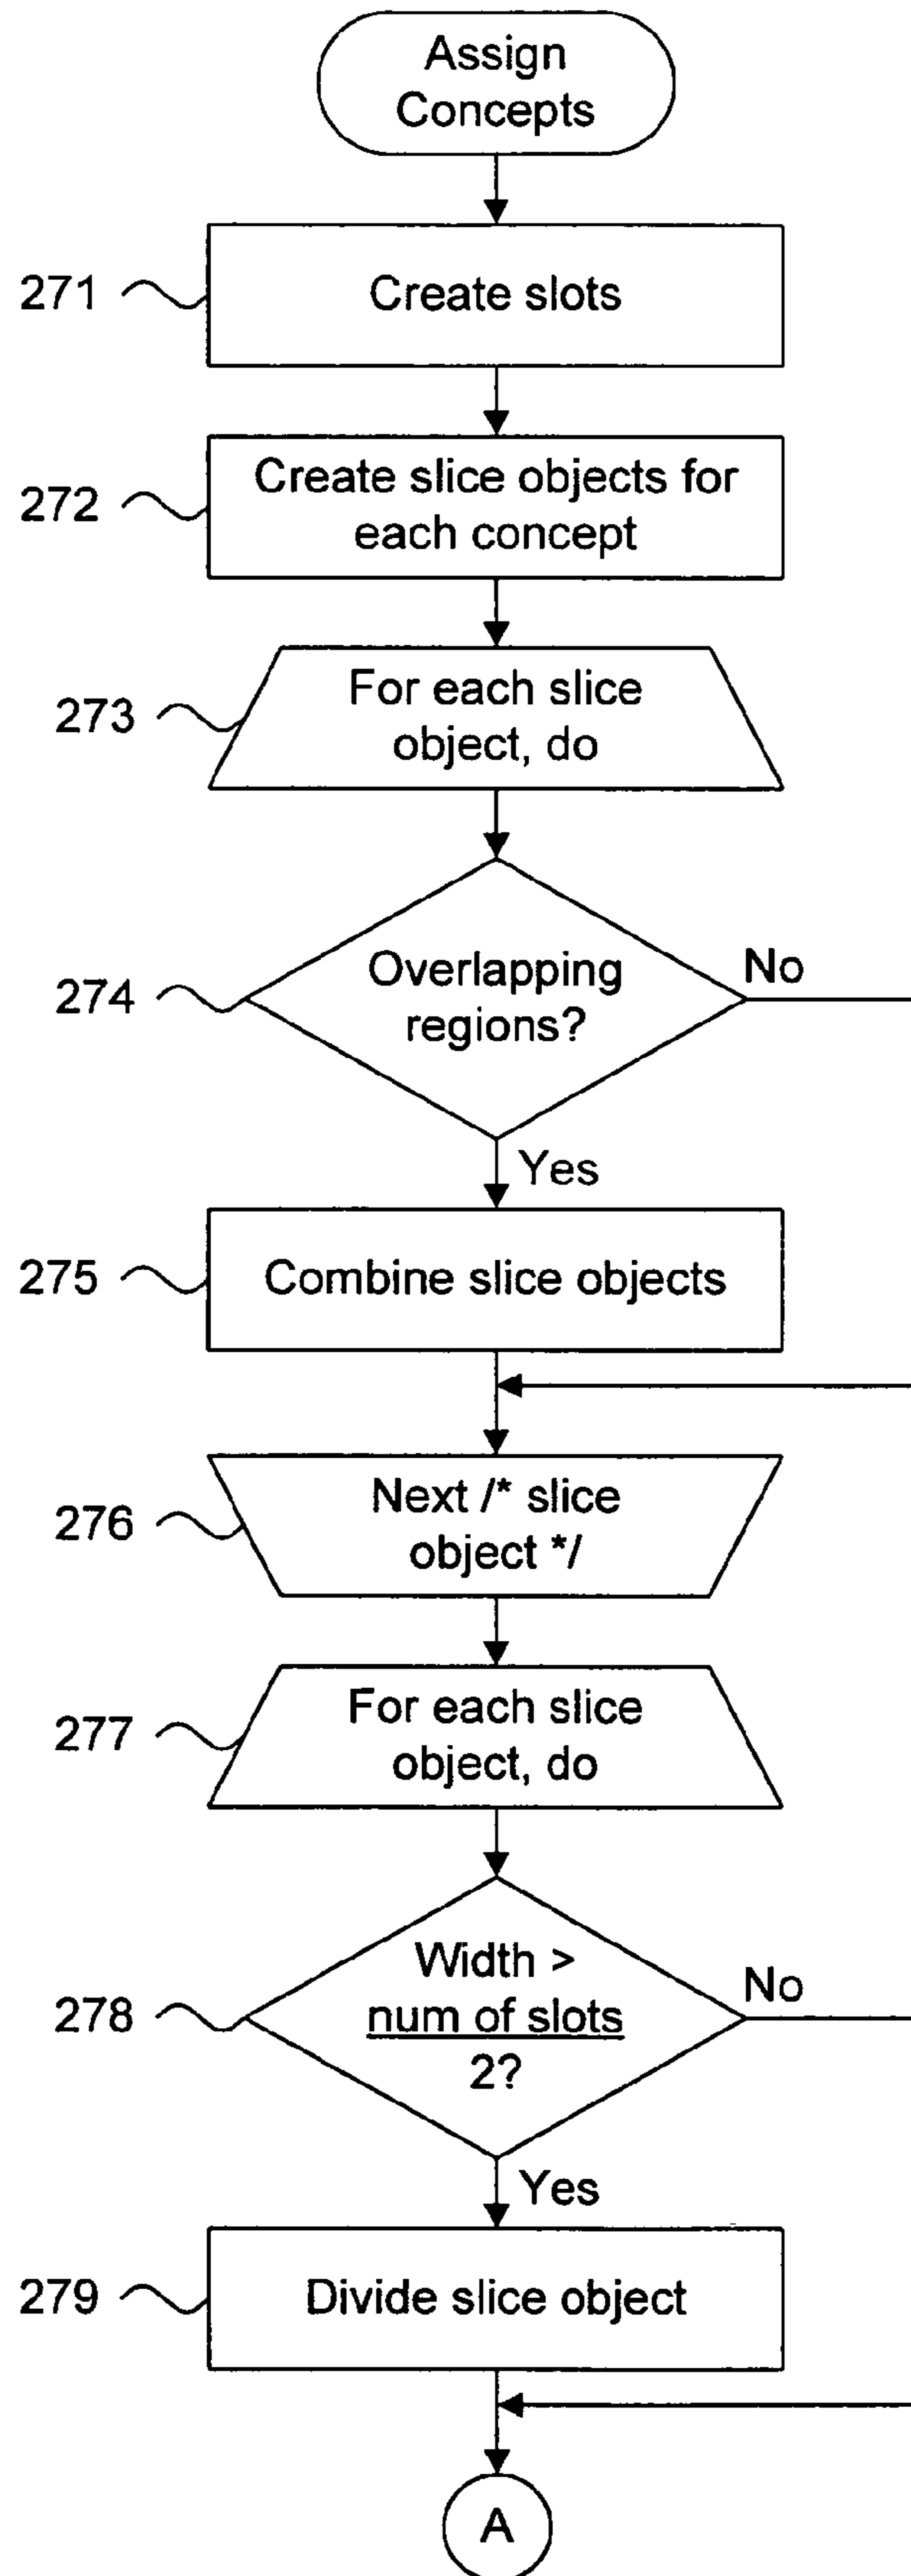 Assign
Concepts
271
Create slots
272
Create slice objects for
each concept
273
For each slice
object, do
274
Overlapping
regions?
No
Yes
275
Combine slice objects
276
Next /* slice
object */
277
For each slice
object, do
278
Width >
num of slots
2?
No
Yes
279
Divide slice object
A